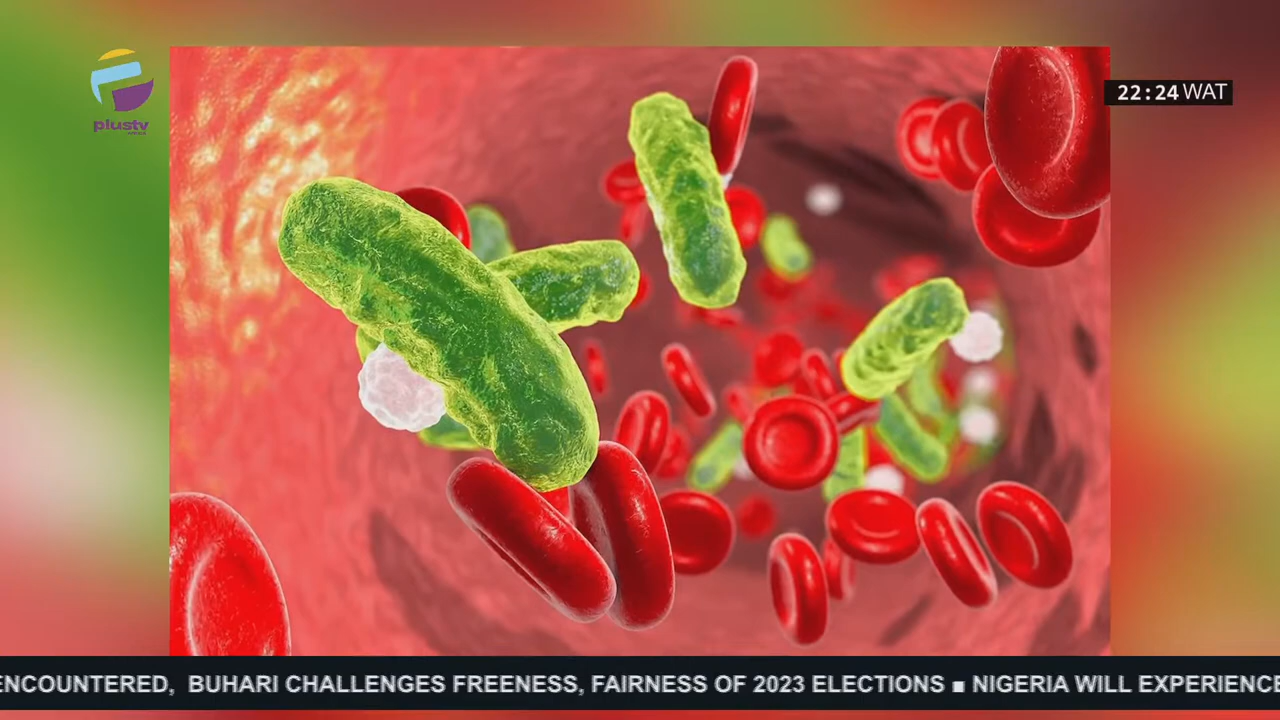 plustv
22:24 WAT
ENCOUNTERED, BUHARI CHALLENGES FREENESS, FAIRNESS OF 2023 ELECTIONS ■ NIGERIA WILL EXPERIENCE